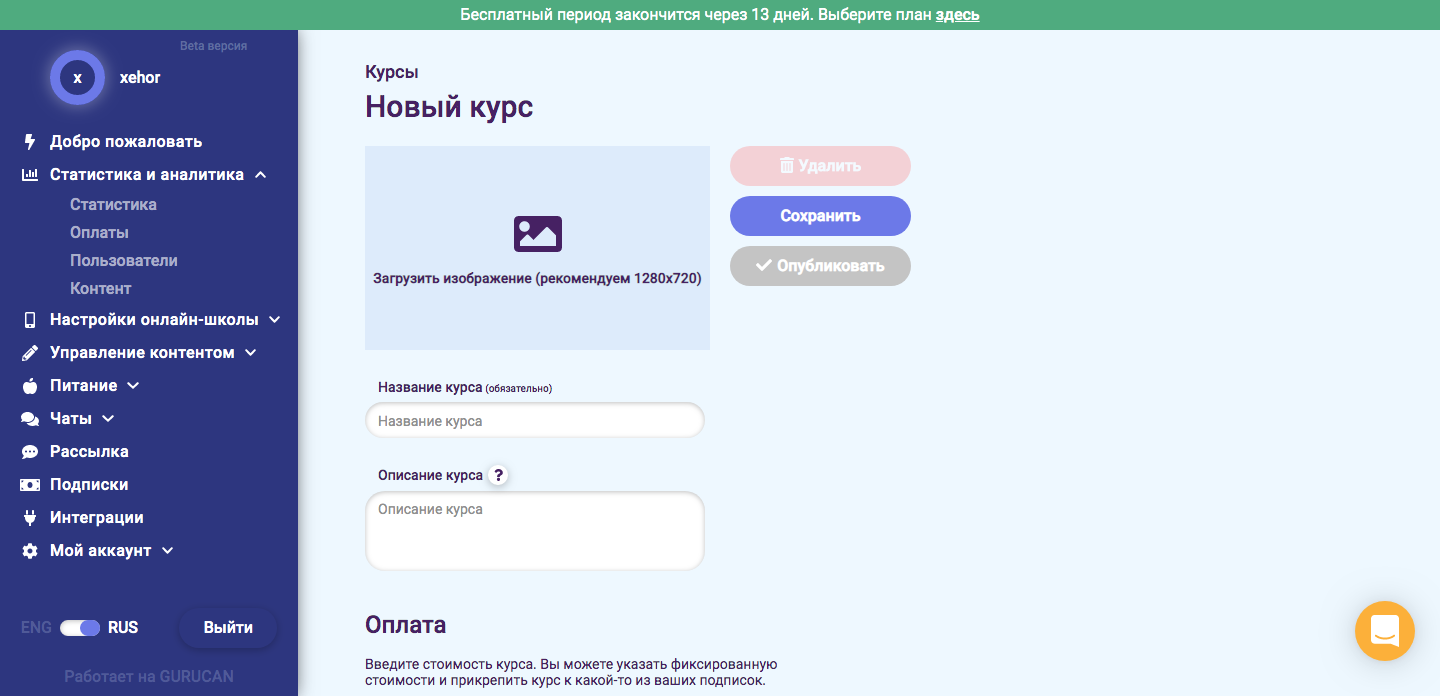 Бесплатный период закончится через 13 дней. Выберите план здесь
Beta версия
x
xehor
Добро пожаловать
Статистика и аналитика
Статистика
Оплаты
Пользователи
Контент
Настройки онлайн-школы
Управление контентом
Питание
Чаты
Рассылка
Подписки
Интеграции
Мой аккаунт
ENG RUS
Выйти
Работает на GURUCAN
Курсы
Новый курс
Загрузить изображение (рекомендуем 1280x720)
Удалить
Сохранить
Опубликовать
Название курса (обязательно)
Название курса
Описание курса ?
Описание курса
Оплата
Введите стоимость курса. Вы можете указать фиксированную
стоимости и прикрепить курс к какой-то из ваших подписок.